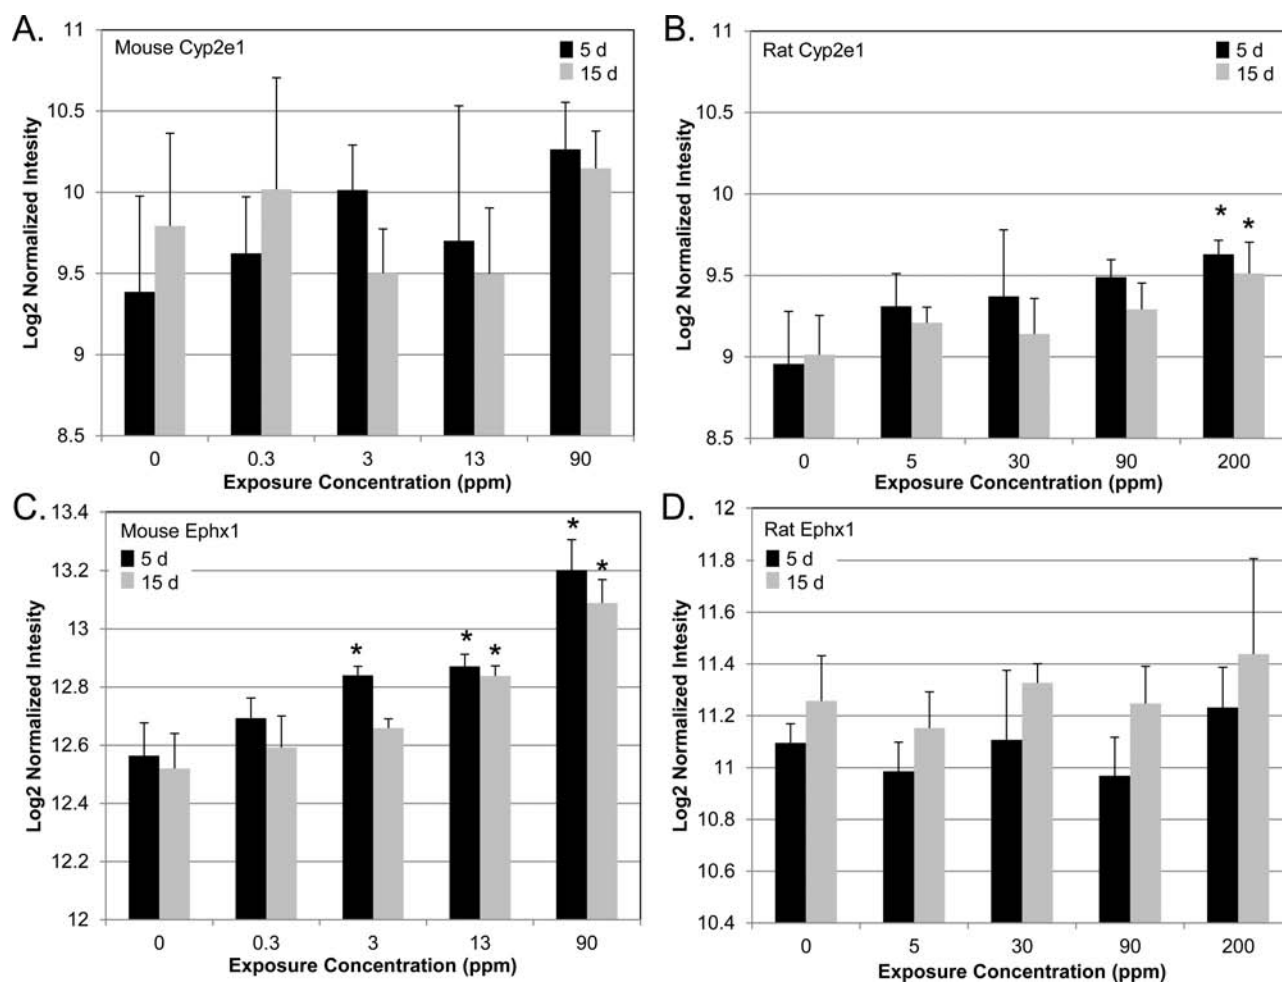 A.
Mouse Cyp2e1
5 d
15 d
11
10.5
10
9.5
9
8.5
Log2 Normalized Intesity
0 0.3 3 13 90
Exposure Concentration (ppm)
B.
Rat Cyp2e1
5 d
15 d
11
10.5
10
9.5
9
8.5
Log2 Normalized Intesity
* *
0 5 30 90 200
Exposure Concentration (ppm)
C.
Mouse Ephx1
5 d
15 d
13.4
13.2
13
12.8
12.6
12.4
12.2
12
Log2 Normalized Intesity
* * * * *
0 0.3 3 13 90
Exposure Concentration (ppm)
D.
Rat Ephx1
5 d
15 d
12
11.8
11.6
11.4
11.2
11
10.8
10.6
10.4
Log2 Normalized Intesity
0 5 30 90 200
Exposure Concentration (ppm)